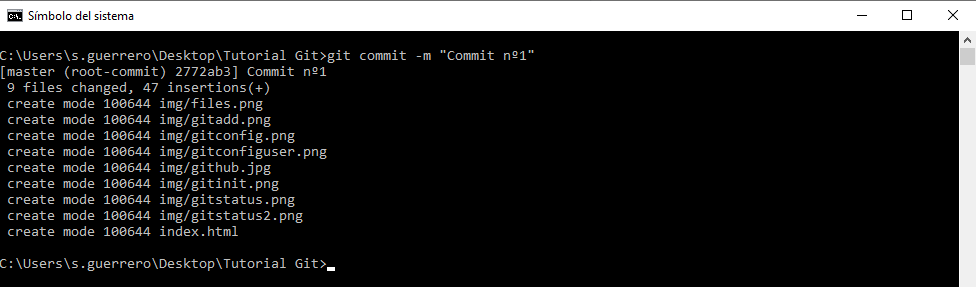 Símbolo del sistema
C:\Users\s.guerrero\Desktop\Tutorial Git>git commit -m "Commit nº1"
[master (root-commit) 2772ab3] Commit nº1
 9 files changed, 47 insertions(+)
 create mode 100644 img/files.png
 create mode 100644 img/gitadd.png
 create mode 100644 img/gitconfig.png
 create mode 100644 img/gitconfiguser.png
 create mode 100644 img/github.jpg
 create mode 100644 img/gitinit.png
 create mode 100644 img/gitstatus.png
 create mode 100644 img/gitstatus2.png
 create mode 100644 index.html
C:\Users\s.guerrero\Desktop\Tutorial Git>